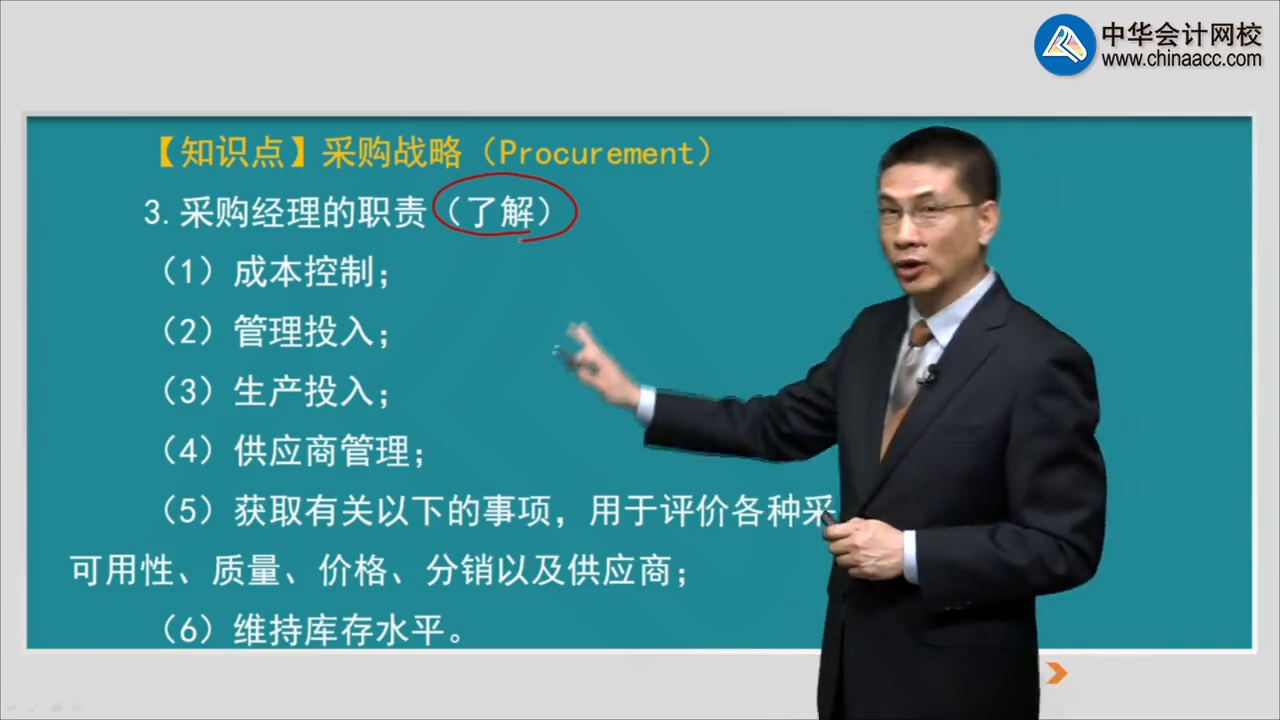 中华会计网校
www.chinaacc.com
【知识点】采购战略（Procurement）
3.采购经理的职责（了解）
（1）成本控制；
（2）管理投入；
（3）生产投入；
（4）供应商管理；
（5）获取有关以下的事项，用于评价各种采
可用性、质量、价格、分销以及供应商；
（6）维持库存水平。